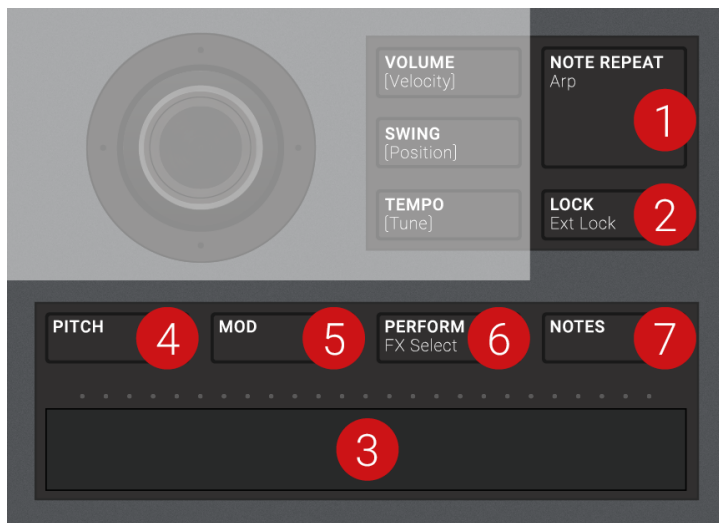 VOLUME
[Velocity]
NOTE REPEAT
Arp
1
SWING
[Position]
TEMPO
[Tune]
LOCK
Ext Lock
2
PITCH
4
MOD
5
PERFORM
FX Select
6
NOTES
7
3